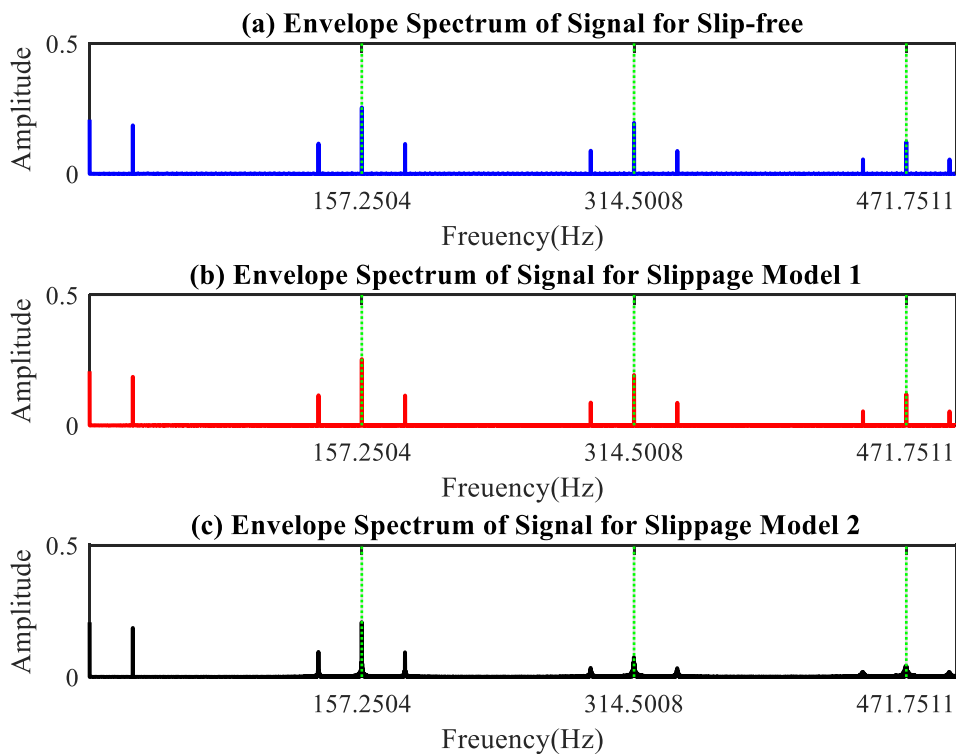 (a) Envelope Spectrum of Signal for Slip-free
Amplitude
0.5
0
157.2504 314.5008 471.7511
Freuency(Hz)
(b) Envelope Spectrum of Signal for Slippage Model 1
Amplitude
0.5
0
157.2504 314.5008 471.7511
Freuency(Hz)
(c) Envelope Spectrum of Signal for Slippage Model 2
Amplitude
0.5
0
157.2504 314.5008 471.7511
Freuency(Hz)